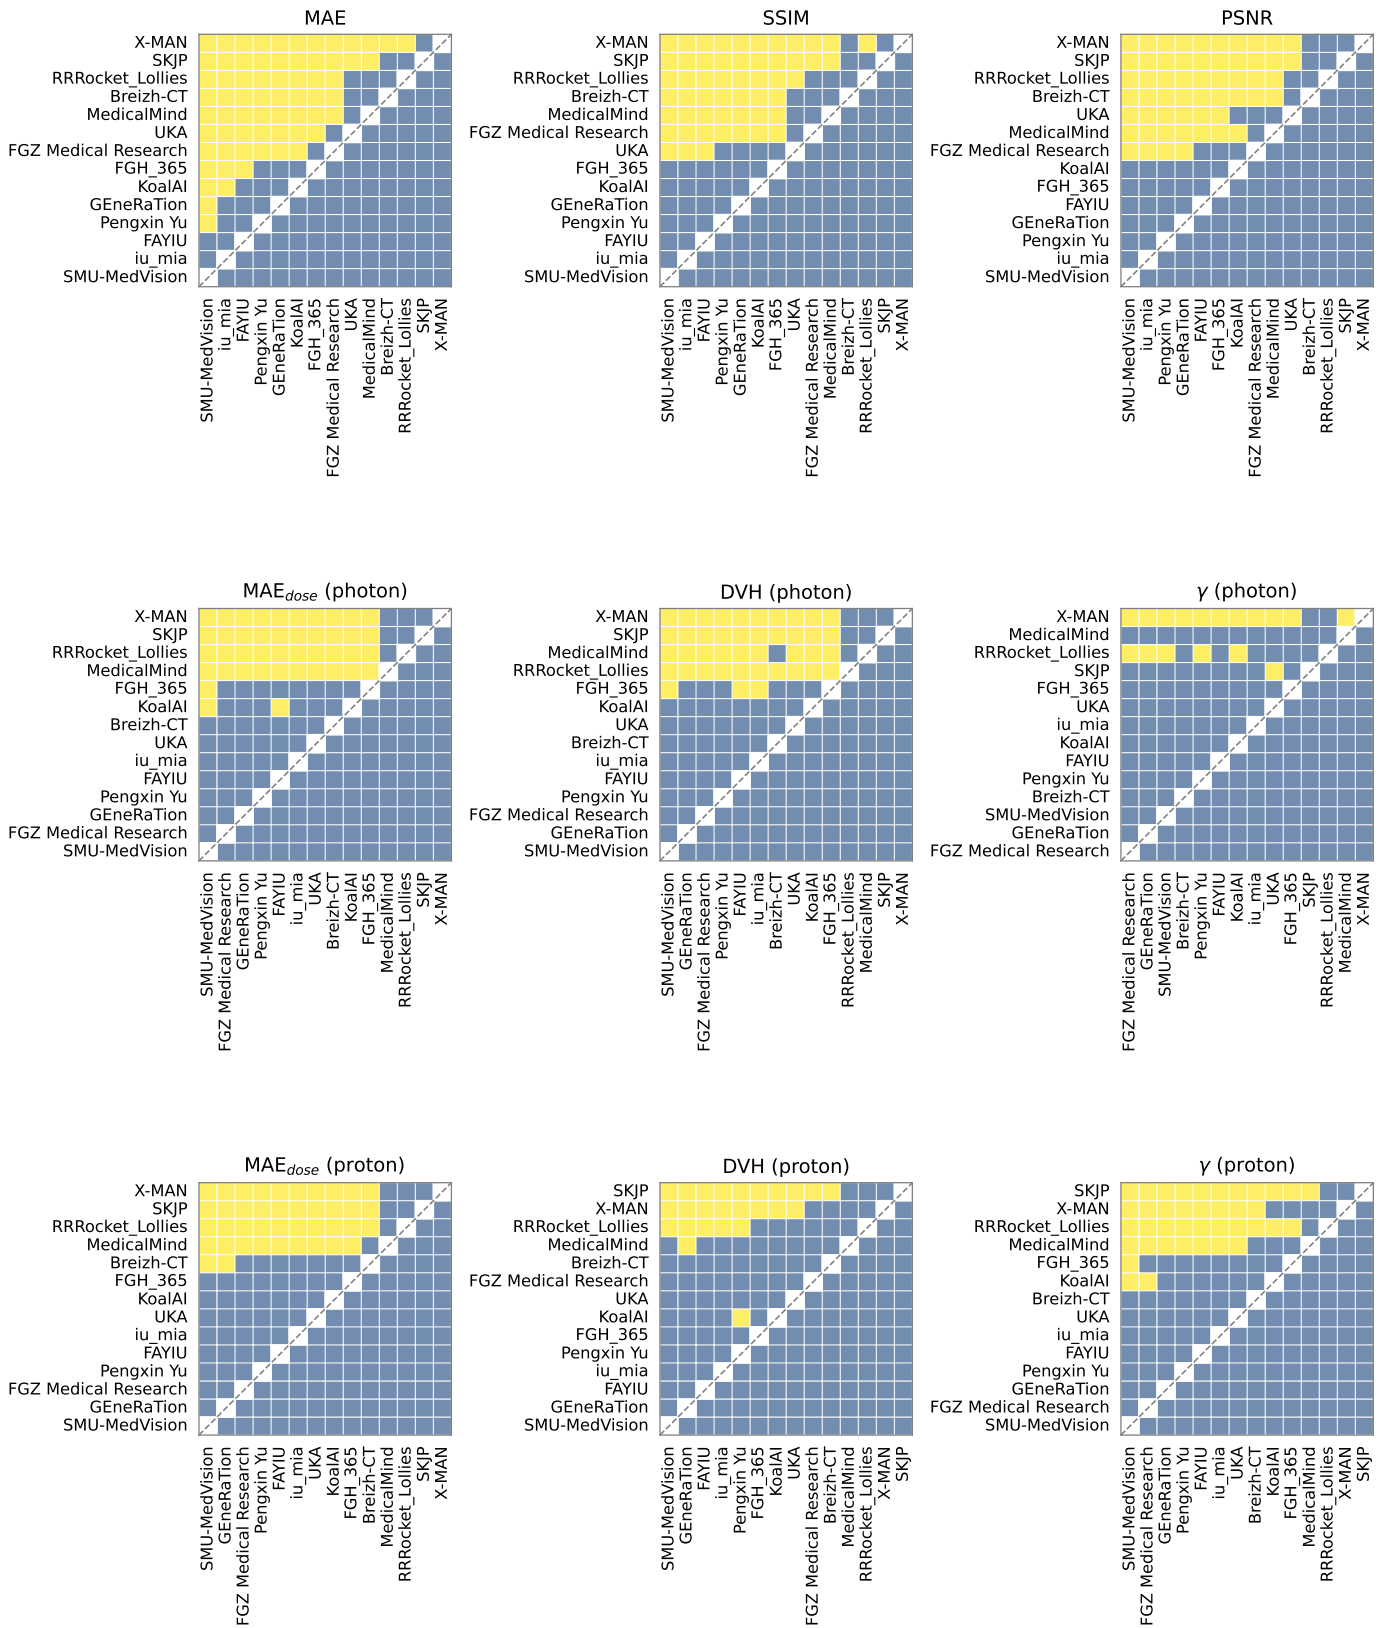 MAE
X-MAN
SKJP
RRRocket_Lollies
Breizh-CT
MedicalMind
UKA
FGZ Medical Research
FGH_365
KoalAI
GEneRaTion
Pengxin Yu
FAYIU
iu_mia
SMU-MedVision
SMU-MedVision
iu_mia
FAYIU
Pengxin Yu
GEneRaTion
KoalAI
FGH_365
FGZ Medical Research
UKA
MedicalMind
Breizh-CT
RRRocket_Lollies
SKJP
X-MAN
SSIM
X-MAN
SKJP
RRRocket_Lollies
Breizh-CT
MedicalMind
FGZ Medical Research
UKA
FGH_365
KoalAI
GEneRaTion
Pengxin Yu
FAYIU
iu_mia
SMU-MedVision
SMU-MedVision
iu_mia
FAYIU
Pengxin Yu
GEneRaTion
KoalAI
FGH_365
UKA
FGZ Medical Research
MedicalMind
Breizh-CT
RRRocket_Lollies
SKJP
X-MAN
PSNR
X-MAN
SKJP
RRRocket_Lollies
Breizh-CT
UKA
MedicalMind
FGZ Medical Research
KoalAI
FGH_365
FAYIU
GEneRaTion
Pengxin Yu
iu_mia
SMU-MedVision
SMU-MedVision
iu_mia
Pengxin Yu
GEneRaTion
FAYIU
FGH_365
KoalAI
FGZ Medical Research
MedicalMind
UKA
Breizh-CT
RRRocket_Lollies
SKJP
X-MAN
MAE_dose (photon)
X-MAN
SKJP
RRRocket_Lollies
MedicalMind
FGH_365
KoalAI
Breizh-CT
UKA
iu_mia
FAYIU
Pengxin Yu
GEneRaTion
FGZ Medical Research
SMU-MedVision
SMU-MedVision
FGZ Medical Research
GEneRaTion
Pengxin Yu
FAYIU
iu_mia
UKA
Breizh-CT
KoalAI
FGH_365
MedicalMind
RRRocket_Lollies
SKJP
X-MAN
DVH (photon)
X-MAN
SKJP
MedicalMind
RRRocket_Lollies
FGH_365
KoalAI
UKA
Breizh-CT
iu_mia
FAYIU
Pengxin Yu
FGZ Medical Research
GEneRaTion
SMU-MedVision
SMU-MedVision
GEneRaTion
FGZ Medical Research
Pengxin Yu
FAYIU
iu_mia
Breizh-CT
UKA
KoalAI
FGH_365
RRRocket_Lollies
MedicalMind
SKJP
X-MAN
γ (photon)
X-MAN
MedicalMind
RRRocket_Lollies
SKJP
FGH_365
UKA
iu_mia
KoalAI
FAYIU
Pengxin Yu
Breizh-CT
SMU-MedVision
GEneRaTion
FGZ Medical Research
FGZ Medical Research
GEneRaTion
SMU-MedVision
Breizh-CT
Pengxin Yu
FAYIU
KoalAI
iu_mia
UKA
FGH_365
SKJP
RRRocket_Lollies
MedicalMind
X-MAN
MAE_dose (proton)
X-MAN
SKJP
RRRocket_Lollies
MedicalMind
Breizh-CT
FGH_365
KoalAI
UKA
iu_mia
FAYIU
Pengxin Yu
FGZ Medical Research
GEneRaTion
SMU-MedVision
SMU-MedVision
GEneRaTion
FGZ Medical Research
Pengxin Yu
FAYIU
iu_mia
UKA
KoalAI
FGH_365
Breizh-CT
MedicalMind
RRRocket_Lollies
SKJP
X-MAN
DVH (proton)
SKJP
X-MAN
RRRocket_Lollies
MedicalMind
Breizh-CT
FGZ Medical Research
UKA
KoalAI
FGH_365
Pengxin Yu
iu_mia
FAYIU
GEneRaTion
SMU-MedVision
SMU-MedVision
GEneRaTion
FAYIU
iu_mia
Pengxin Yu
FGH_365
KoalAI
UKA
FGZ Medical Research
Breizh-CT
MedicalMind
RRRocket_Lollies
X-MAN
SKJP
γ (proton)
SKJP
X-MAN
RRRocket_Lollies
MedicalMind
FGH_365
KoalAI
Breizh-CT
UKA
iu_mia
FAYIU
Pengxin Yu
GEneRaTion
FGZ Medical Research
SMU-MedVision
SMU-MedVision
FGZ Medical Research
GEneRaTion
Pengxin Yu
FAYIU
iu_mia
UKA
Breizh-CT
KoalAI
FGH_365
MedicalMind
RRRocket_Lollies
X-MAN
SKJP